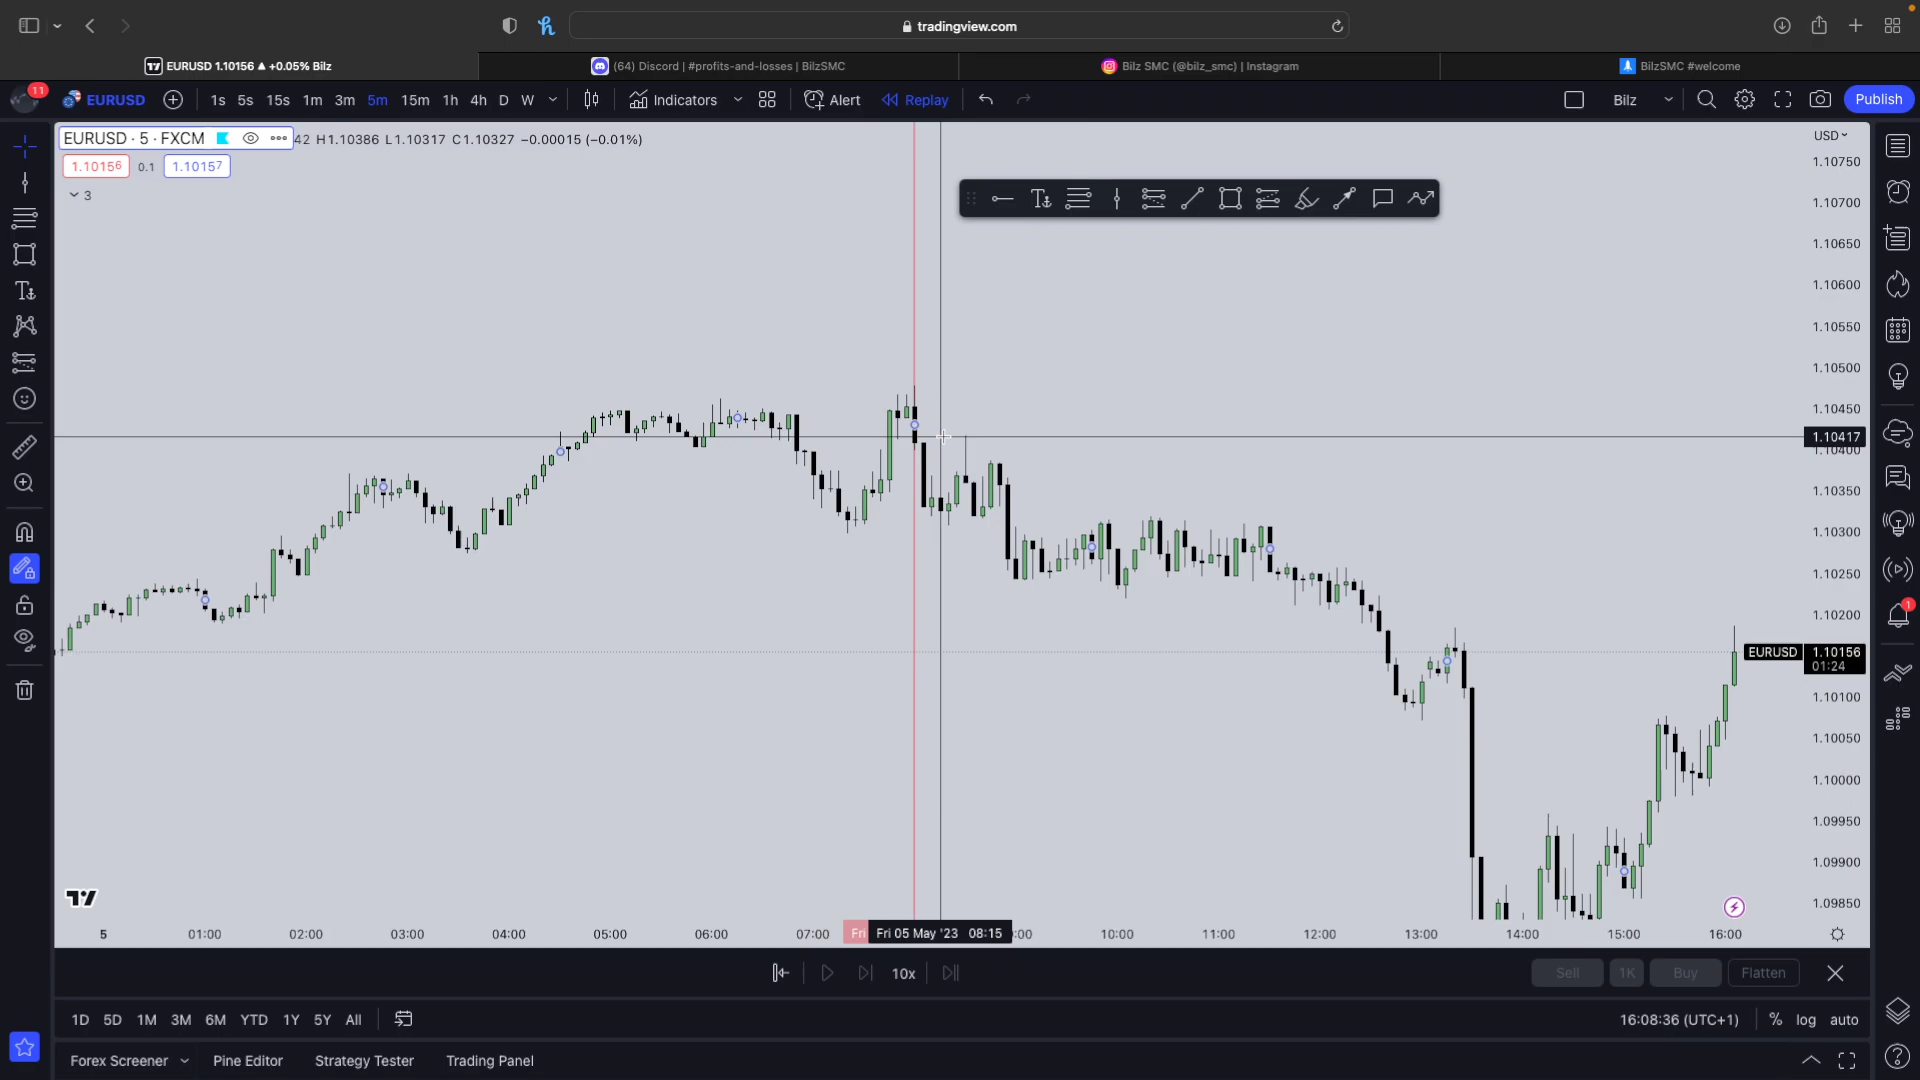 tradingview.com
EURUSD 1.10156 ▲ +0.05% Bilz
(64) Discord | #profits-and-losses | BilzSMC
Bilz SMC (@bilz_smc) | Instagram
BilzSMC #welcome
11
EURUSD
1s 5s 15s 1m 3m 5m 15m 1h 4h D W
Indicators
Alert
Replay
Bilz
Publish
EURUSD · 5 · FXCM
42 H1.10386 L1.10317 C1.10327 −0.00015 (−0.01%)
USD
1.10156 0.1 1.10157
3
1.10750
1.10700
1.10650
1.10600
1.10550
1.10500
1.10450
1.10417
1.10400
1.10350
1.10300
1.10250
1.10200
EURUSD 1.10156
01:24
1.10100
1.10050
1.10000
1.09950
1.09900
1.09850
1
5 01:00 02:00 03:00 04:00 05:00 06:00 07:00 Fri Fri 05 May '23 08:15 :00 10:00 11:00 12:00 13:00 14:00 15:00 16:00
10x
Sell 1K Buy Flatten
1D 5D 1M 3M 6M YTD 1Y 5Y All
16:08:36 (UTC+1) % log auto
Forex Screener Pine Editor Strategy Tester Trading Panel